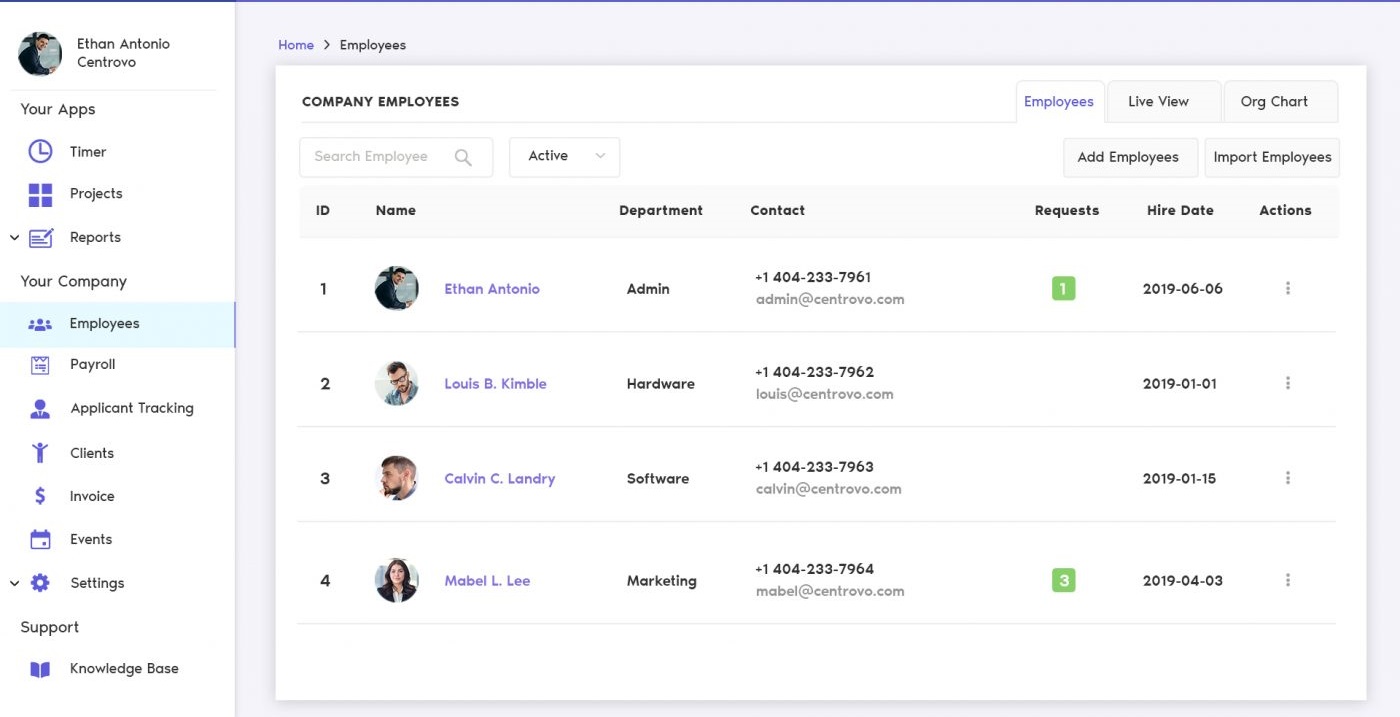 Ethan Antonio
Centrovo
Your Apps
Timer
Projects
Reports
Your Company
Employees
Payroll
Applicant Tracking
Clients
Invoice
Events
Settings
Support
Knowledge Base
Home > Employees
COMPANY EMPLOYEES
Employees Live View Org Chart
Search Employee Active Add Employees Import Employees
ID Name Department Contact Requests Hire Date Actions
1 Ethan Antonio Admin +1 404-233-7961 1 2019-06-06
admin@centrovo.com
2 Louis B. Kimble Hardware +1 404-233-7962 2019-01-01
louis@centrovo.com
3 Calvin C. Landry Software +1 404-233-7963 2019-01-15
calvin@centrovo.com
4 Mabel L. Lee Marketing +1 404-233-7964 3 2019-04-03
mabel@centrovo.com